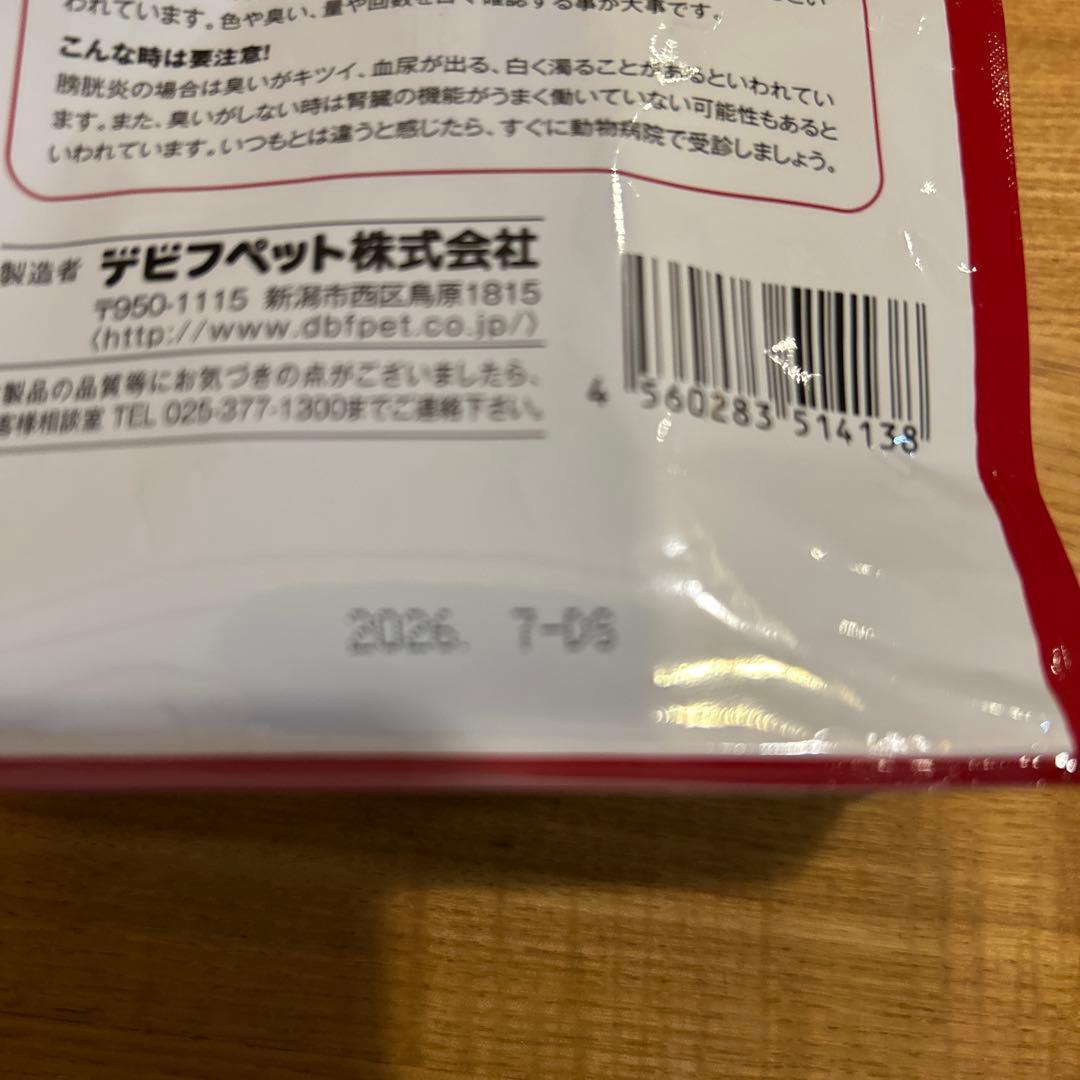 われています。色や臭い、量や回数を
確認する事が大事です。
こんな時は要注意!
膀胱炎の場合は臭いがキツイ、血尿が出る、白く濁ることがあるといわれてい
ます。また、臭いがしない時は腎臓の機能がうまく働いていない可能性もあると
いわれています。いつもとは違うと感じたら、すぐに動物病院で受診しましょう。
製造者 デビフペット株式会社
〒950-1115 新潟市西区鳥原1815
〈http://www.dbfpet.co.jp/〉
製品の品質等にお気づきの点がございましたら、
客様相談室 TEL 025-377-1300までご連絡下さい。
4 560283 514138
2026. 7-